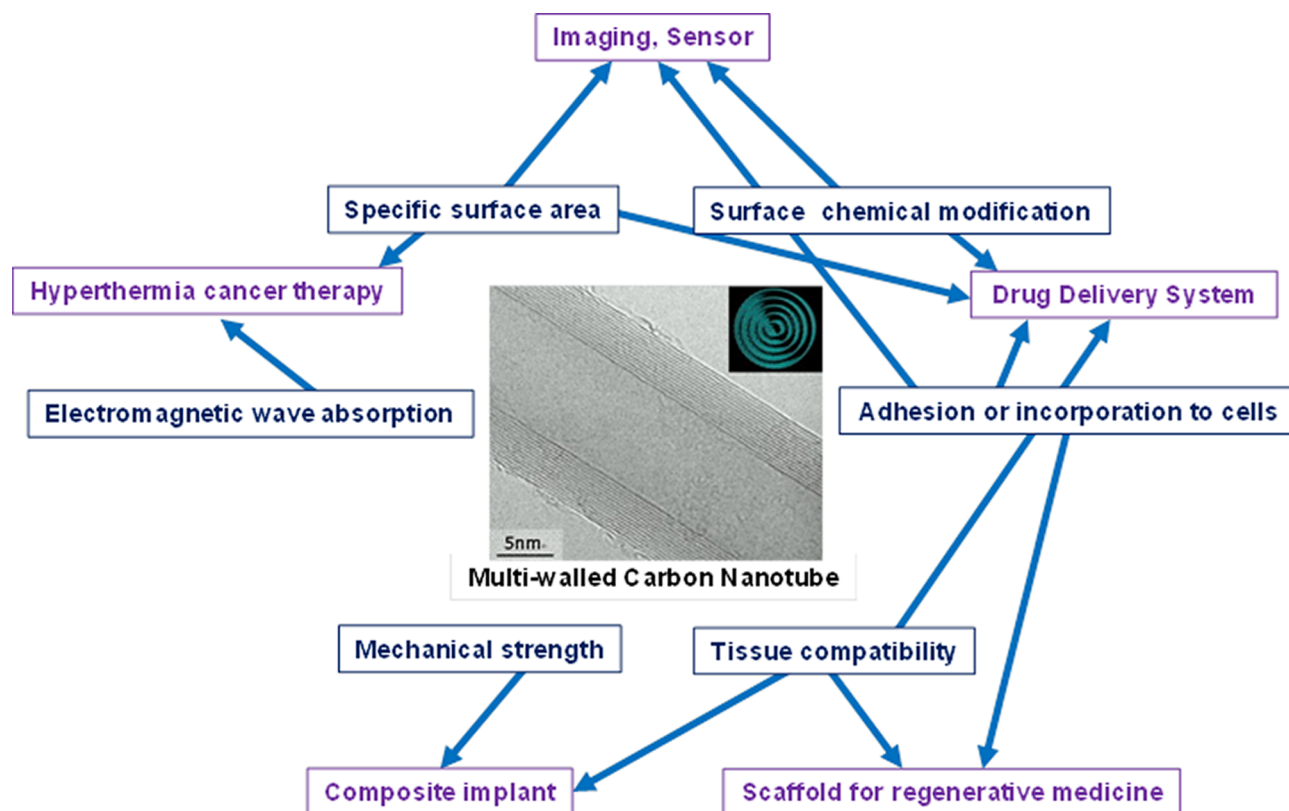 Imaging, Sensor
Specific surface area
Surface chemical modification
Hyperthermia cancer therapy
Drug Delivery System
Electromagnetic wave absorption
Adhesion or incorporation to cells
5nm
Multi-walled Carbon Nanotube
Mechanical strength
Tissue compatibility
Composite implant
Scaffold for regenerative medicine